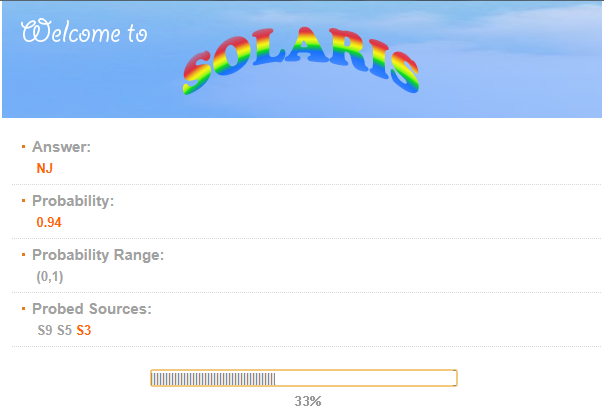 Welcome to
SOLARIS
Answer:
NJ
Probability:
0.94
Probability Range:
(0,1)
Probed Sources:
S9 S5 S3
33%